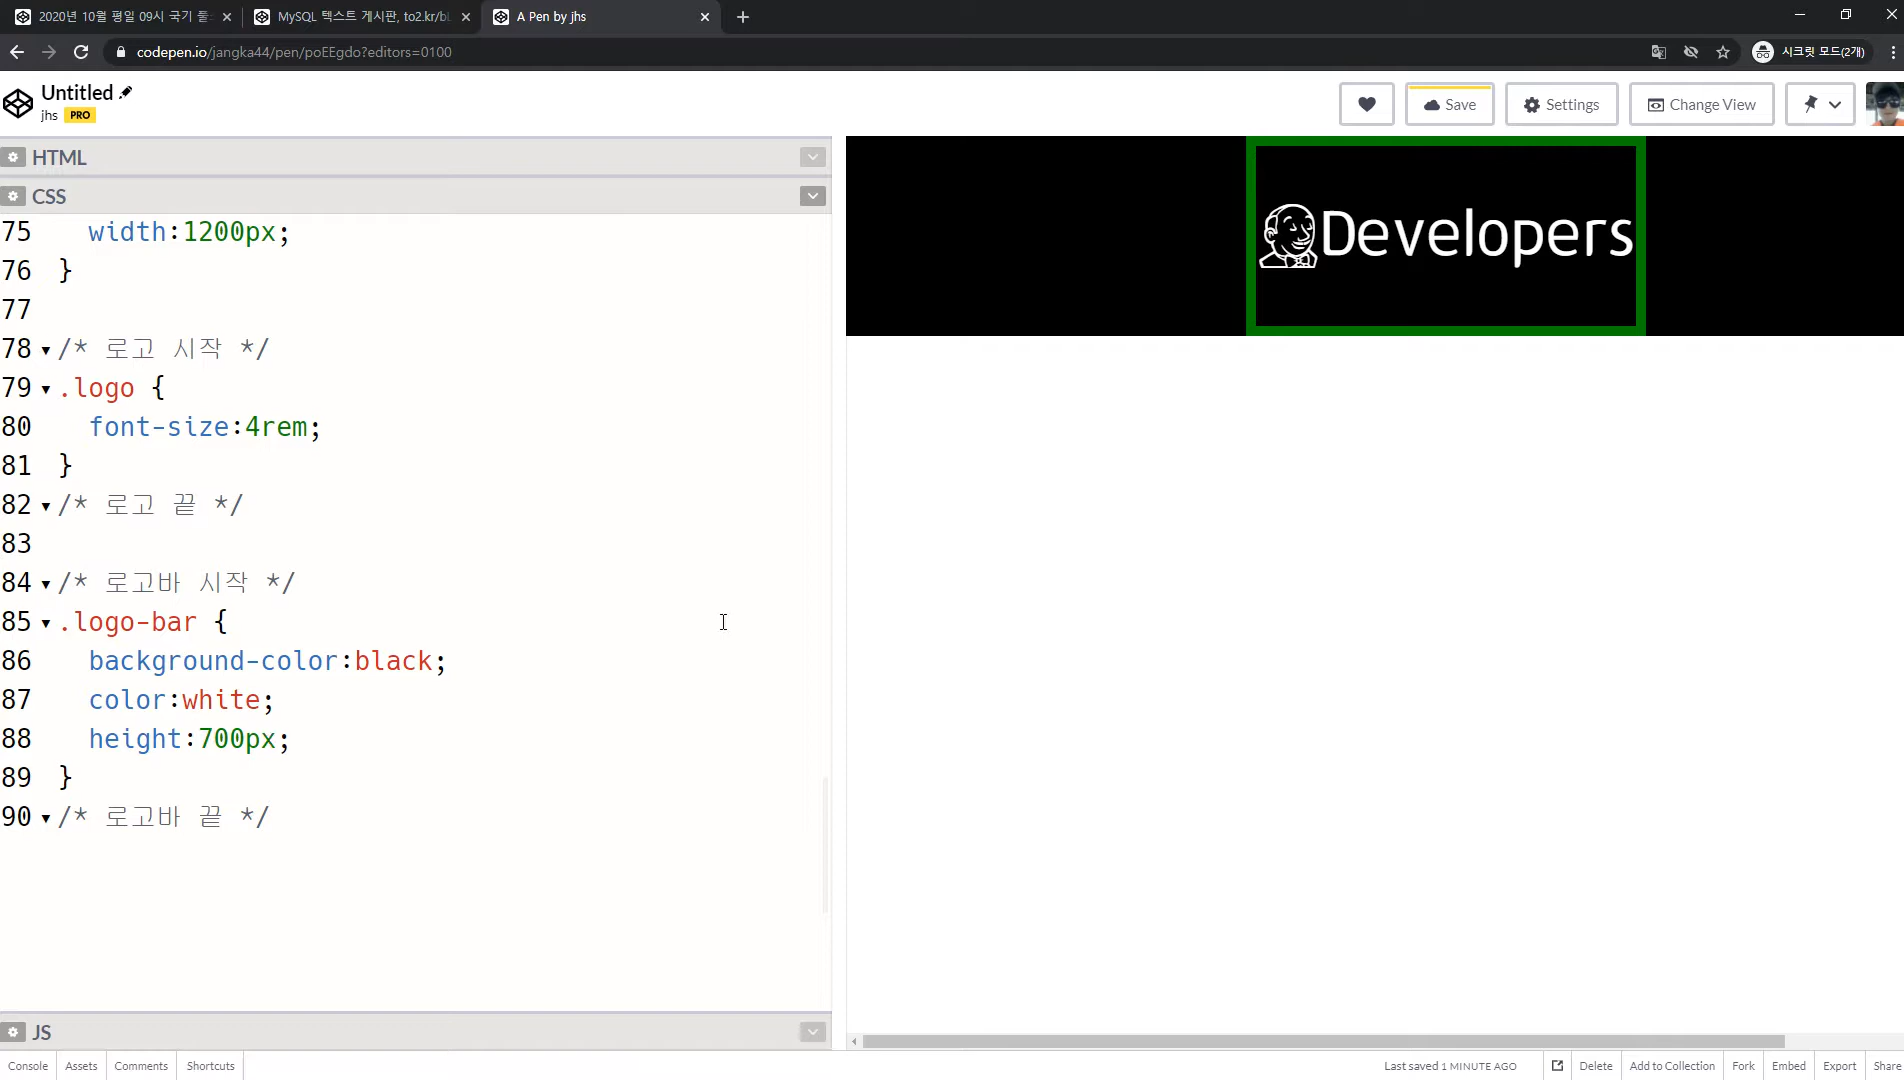 2020년 10월 평일 09시 국기 풀
MySQL 텍스트 게시판, to2.kr/bL
A Pen by jhs
codepen.io/jangka44/pen/poEEgdo?editors=0100
시크릿 모드(2개)
Untitled
jhs PRO
Save
Settings
Change View
HTML
CSS
75 width:1200px;
76 }
77
78 /* 로고 시작 */
79 .logo {
80 font-size:4rem;
81 }
82 /* 로고 끝 */
83
84 /* 로고바 시작 */
85 .logo-bar {
86 background-color:black;
87 color:white;
88 height:700px;
89 }
90 /* 로고바 끝 */
Developers
JS
Console Assets Comments Shortcuts
Last saved 1 MINUTE AGO
Delete Add to Collection Fork Embed Export Share